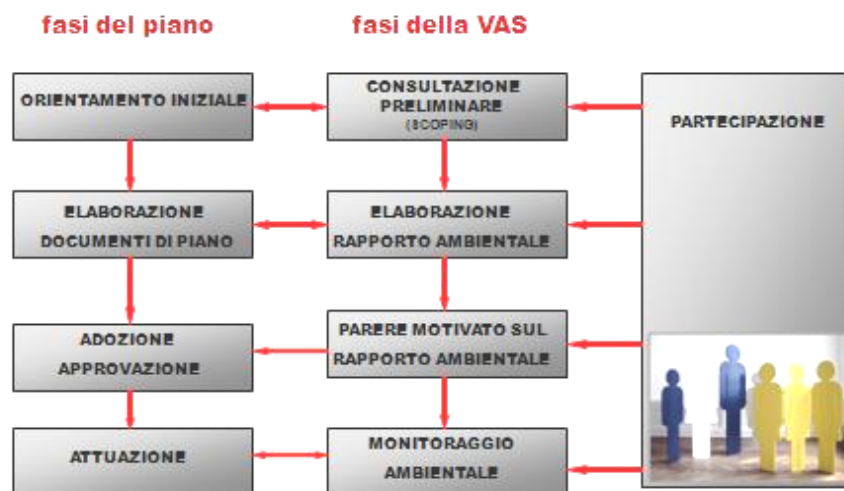 fasi del piano
fasi della VAS
ORIENTAMENTO INIZIALE
CONSULTAZIONE
PRELIMINARE
(SCOPING)
PARTECIPAZIONE
ELABORAZIONE
DOCUMENTI DI PIANO
ELABORAZIONE
RAPPORTO AMBIENTALE
ADOZIONE
APPROVAZIONE
PARERE MOTIVATO SUL
RAPPORTO AMBIENTALE
ATTUAZIONE
MONITORAGGIO
AMBIENTALE